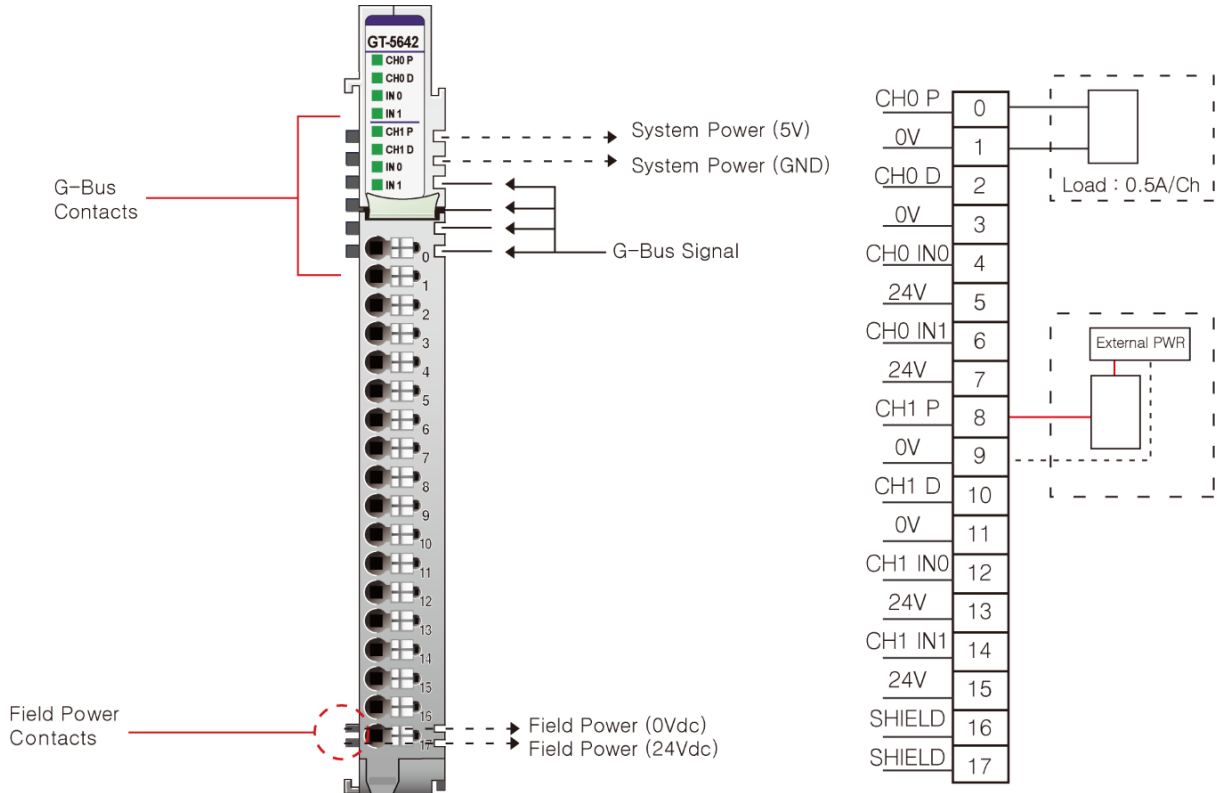 GT-5642
CH0 P
CH0 D
IN 0
IN 1
CH1 P
CH1 D
IN 0
IN 1
G-Bus
Contacts
System Power (5V)
System Power (GND)
G-Bus Signal
0
1
2
3
4
5
6
7
8
9
10
11
12
13
14
15
16
17
Field Power
Contacts
Field Power (0Vdc)
Field Power (24Vdc)
CH0 P 0
0V 1
CH0 D 2
0V 3
CH0 IN0 4
24V 5
CH0 IN1 6
24V 7
CH1 P 8
0V 9
CH1 D 10
0V 11
CH1 IN0 12
24V 13
CH1 IN1 14
24V 15
SHIELD 16
SHIELD 17
Load : 0.5A/Ch
External PWR